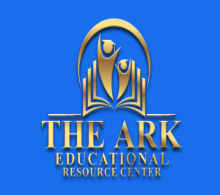 THE ARK
EDUCATIONAL
RESOURCE CENTER